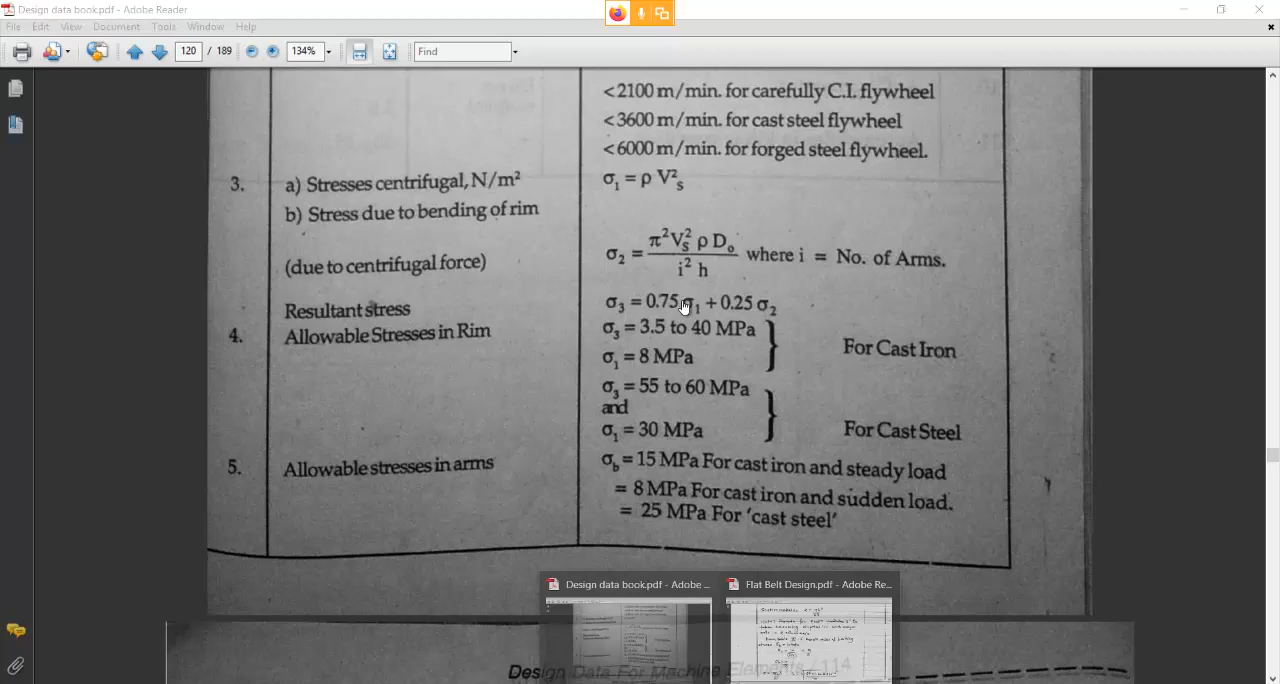 Design data book.pdf - Adobe Reader
File Edit View Document Tools Window Help
120 / 189 134% Find
<2100 m/min. for carefully C.I. flywheel
<3600 m/min. for cast steel flywheel
<6000 m/min. for forged steel flywheel.
3. a) Stresses centrifugal, N/m² σ₁ = ρ V²ₛ
b) Stress due to bending of rim
(due to centrifugal force) σ₂ = π²Vₛ² ρ Dₒ / i² h where i = No. of Arms.
Resultant stress σ₃ = 0.75 σ₁ + 0.25 σ₂
4. Allowable Stresses in Rim σ₃ = 3.5 to 40 MPa
σ₁ = 8 MPa } For Cast Iron
σ₃ = 55 to 60 MPa
and
σ₁ = 30 MPa } For Cast Steel
5. Allowable stresses in arms σb = 15 MPa For cast iron and steady load
= 8 MPa For cast iron and sudden load.
= 25 MPa For 'cast steel'
Design data book.pdf - Adobe ...
Flat Belt Design.pdf - Adobe Re...
Design Data For Machine Elements / 114